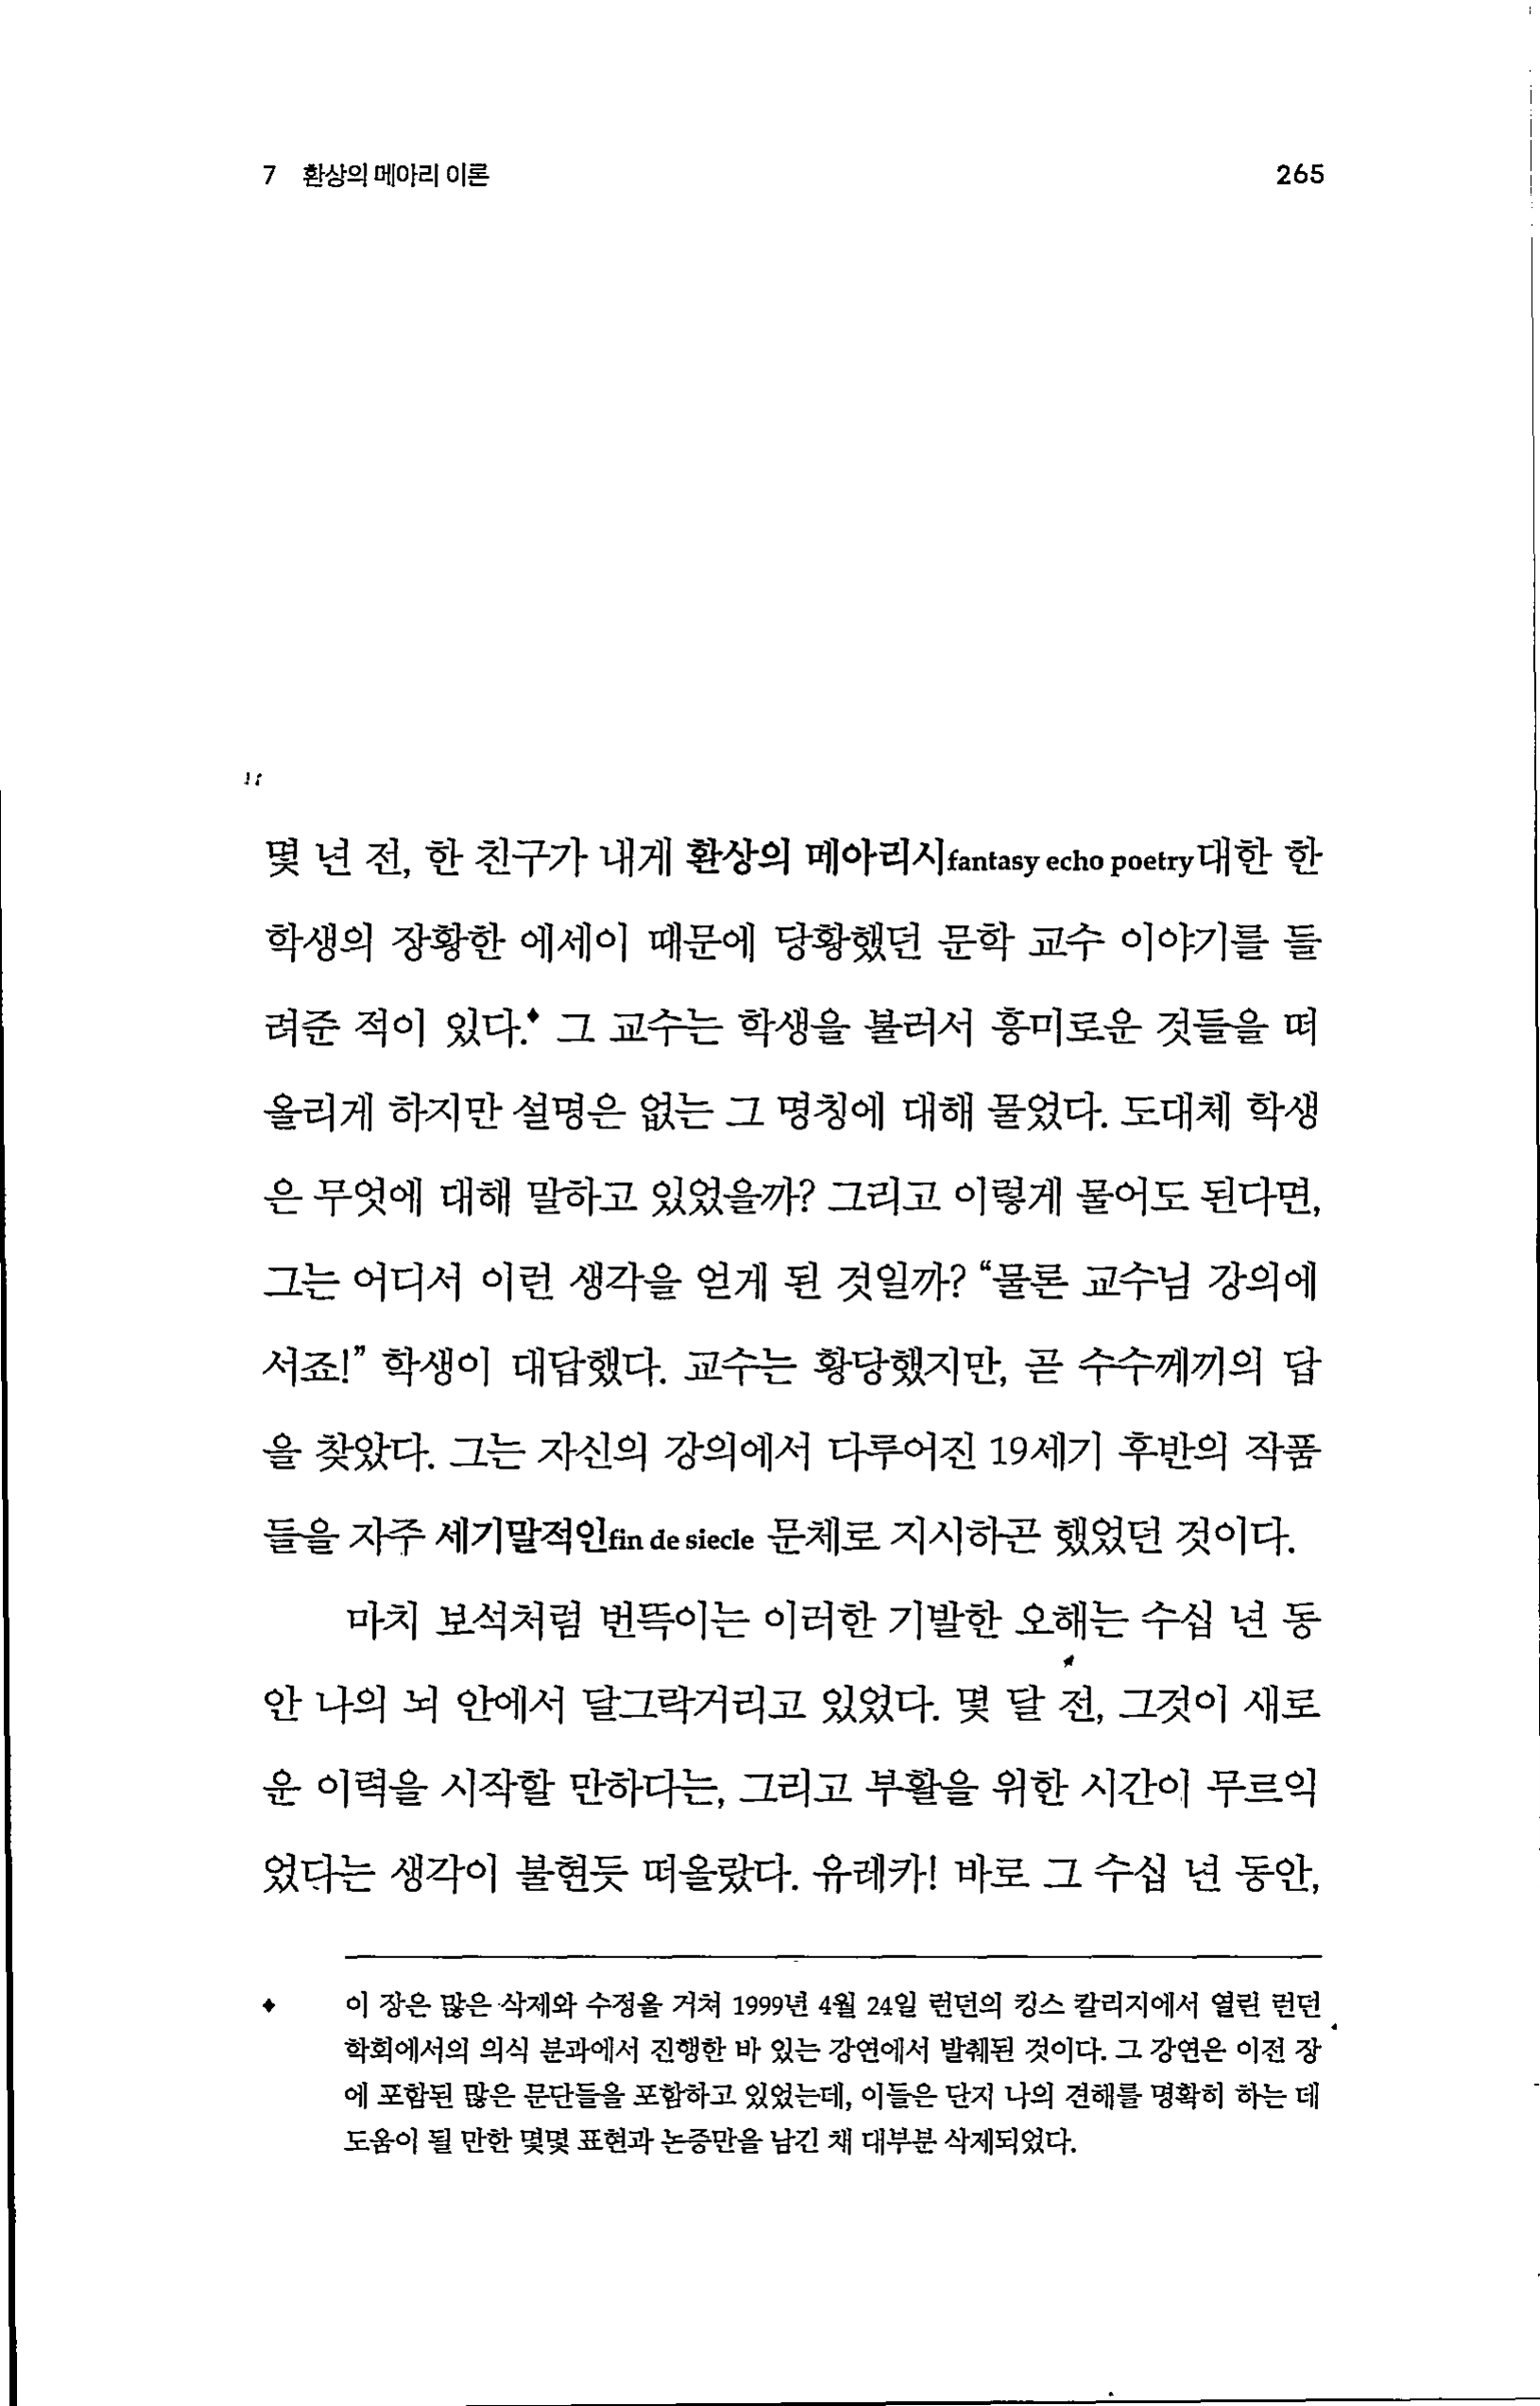 7 환상의 메아리 이론 265
몇 년 전, 한 친구가 내게 환상의 메아리시fantasy echo poetry대한 한
학생의 장황한 에세이 때문에 당황했던 문학 교수 이야기를 들
려준 적이 있다.♦ 그 교수는 학생을 불러서 흥미로운 것들을 떠
올리게 하지만 설명은 없는 그 명칭에 대해 물었다. 도대체 학생
은 무엇에 대해 말하고 있었을까? 그리고 이렇게 물어도 된다면,
그는 어디서 이런 생각을 얻게 된 것일까? “물론 교수님 강의에
서죠!” 학생이 대답했다. 교수는 황당했지만, 곧 수수께끼의 답
을 찾았다. 그는 자신의 강의에서 다루어진 19세기 후반의 작품
들을 자주 세기말적인fin de siecle 문체로 지시하곤 했었던 것이다.
마치 보석처럼 번뜩이는 이러한 기발한 오해는 수십 년 동
안 나의 뇌 안에서 달그락거리고 있었다. 몇 달 전, 그것이 새로
운 이력을 시작할 만하다는, 그리고 부활을 위한 시간이 무르익
었다는 생각이 불현듯 떠올랐다. 유레카! 바로 그 수십 년 동안,
♦ 이 장은 많은 삭제와 수정을 거쳐 1999년 4월 24일 런던의 킹스 칼리지에서 열린 런던
학회에서의 의식 분과에서 진행한 바 있는 강연에서 발췌된 것이다. 그 강연은 이전 장
에 포함된 많은 문단들을 포함하고 있었는데, 이들은 단지 나의 견해를 명확히 하는 데
도움이 될 만한 몇몇 표현과 논증만을 남긴 채 대부분 삭제되었다.